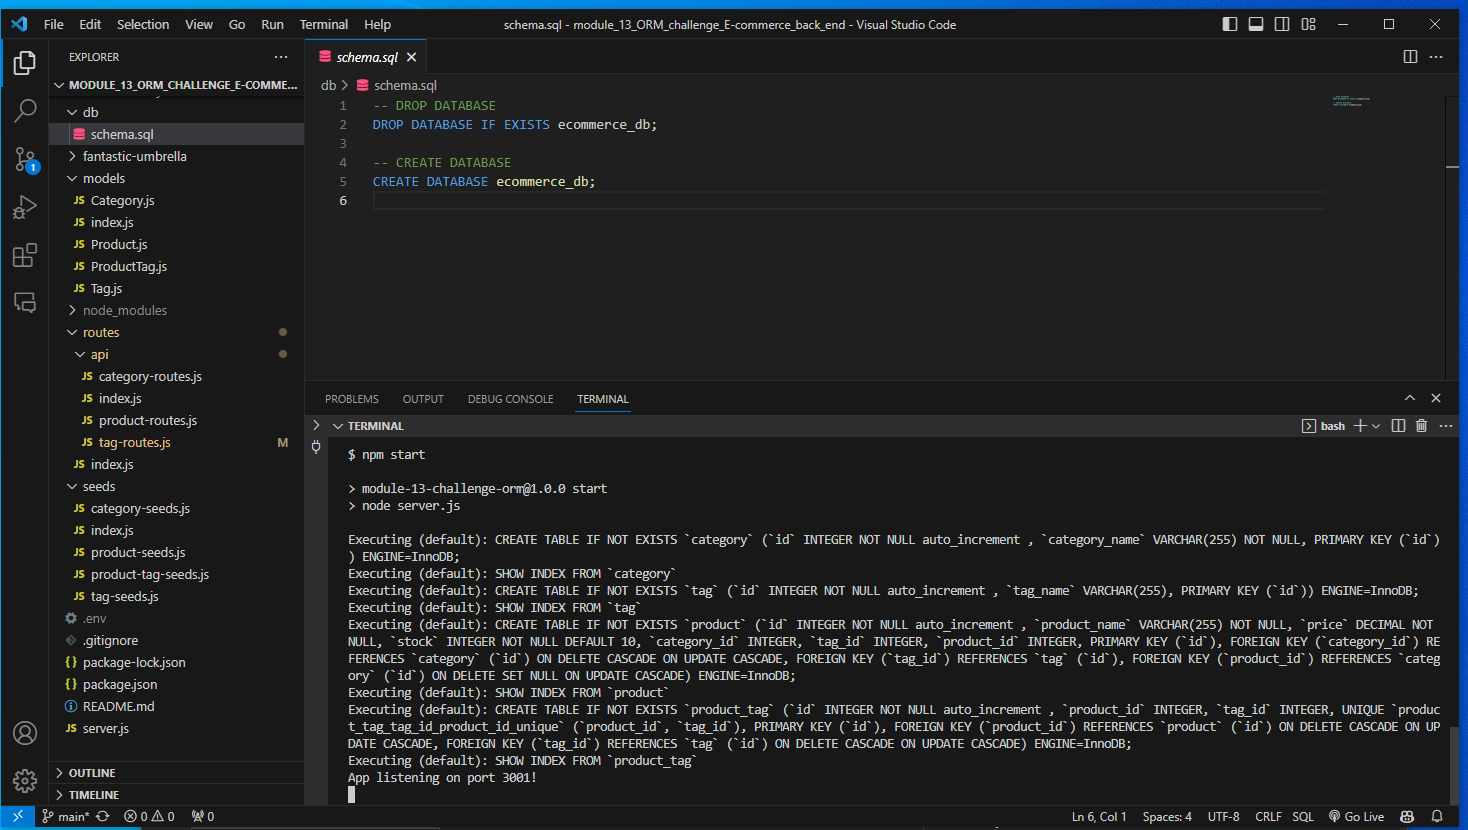 File Edit Selection View Go Run Terminal Help
schema.sql - module_13_ORM_challenge_E-commerce_back_end - Visual Studio Code
EXPLORER
MODULE_13_ORM_CHALLENGE_E-COMME...
db
schema.sql
fantastic-umbrella
models
JS Category.js
JS index.js
JS Product.js
JS ProductTag.js
JS Tag.js
node_modules
routes
api
JS category-routes.js
JS index.js
JS product-routes.js
JS tag-routes.js M
JS index.js
seeds
JS category-seeds.js
JS index.js
JS product-seeds.js
JS product-tag-seeds.js
JS tag-seeds.js
.env
.gitignore
{} package-lock.json
{} package.json
README.md
JS server.js
OUTLINE
TIMELINE
1
schema.sql
db > schema.sql
1 -- DROP DATABASE
2 DROP DATABASE IF EXISTS ecommerce_db;
3
4 -- CREATE DATABASE
5 CREATE DATABASE ecommerce_db;
6
PROBLEMS OUTPUT DEBUG CONSOLE TERMINAL
TERMINAL
bash
$ npm start
> module-13-challenge-orm@1.0.0 start
> node server.js
Executing (default): CREATE TABLE IF NOT EXISTS `category` (`id` INTEGER NOT NULL auto_increment , `category_name` VARCHAR(255) NOT NULL, PRIMARY KEY (`id`)
) ENGINE=InnoDB;
Executing (default): SHOW INDEX FROM `category`
Executing (default): CREATE TABLE IF NOT EXISTS `tag` (`id` INTEGER NOT NULL auto_increment , `tag_name` VARCHAR(255), PRIMARY KEY (`id`)) ENGINE=InnoDB;
Executing (default): SHOW INDEX FROM `tag`
Executing (default): CREATE TABLE IF NOT EXISTS `product` (`id` INTEGER NOT NULL auto_increment , `product_name` VARCHAR(255) NOT NULL, `price` DECIMAL NOT
NULL, `stock` INTEGER NOT NULL DEFAULT 10, `category_id` INTEGER, `tag_id` INTEGER, `product_id` INTEGER, PRIMARY KEY (`id`), FOREIGN KEY (`category_id`) RE
FERENCES `category` (`id`) ON DELETE CASCADE ON UPDATE CASCADE, FOREIGN KEY (`tag_id`) REFERENCES `tag` (`id`), FOREIGN KEY (`product_id`) REFERENCES `categ
ory` (`id`) ON DELETE SET NULL ON UPDATE CASCADE) ENGINE=InnoDB;
Executing (default): SHOW INDEX FROM `product`
Executing (default): CREATE TABLE IF NOT EXISTS `product_tag` (`id` INTEGER NOT NULL auto_increment , `product_id` INTEGER, `tag_id` INTEGER, UNIQUE `produc
t_tag_tag_id_product_id_unique` (`product_id`, `tag_id`), PRIMARY KEY (`id`), FOREIGN KEY (`product_id`) REFERENCES `product` (`id`) ON DELETE CASCADE ON UP
DATE CASCADE, FOREIGN KEY (`tag_id`) REFERENCES `tag` (`id`) ON DELETE CASCADE ON UPDATE CASCADE) ENGINE=InnoDB;
Executing (default): SHOW INDEX FROM `product_tag`
App listening on port 3001!
main* 0 0 0 Ln 6, Col 1 Spaces: 4 UTF-8 CRLF SQL Go Live